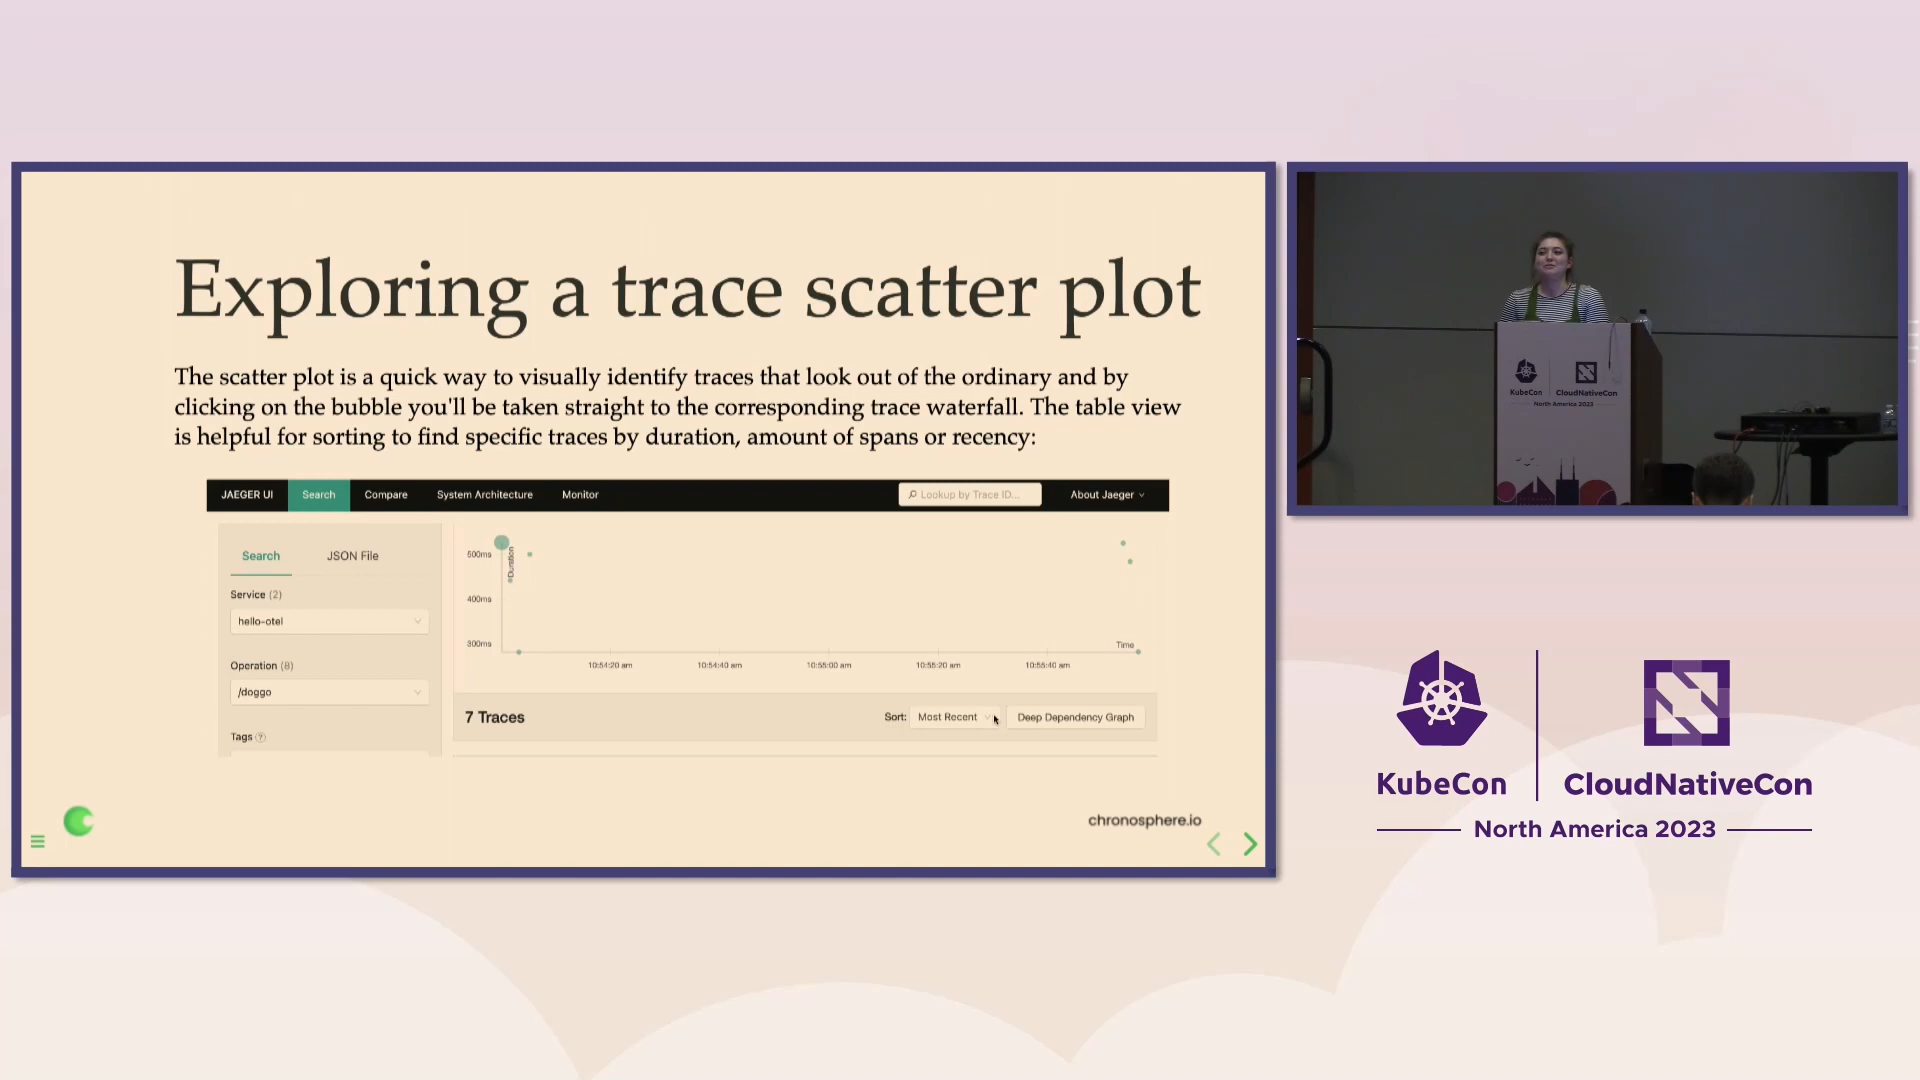 Exploring a trace scatter plot
The scatter plot is a quick way to visually identify traces that look out of the ordinary and by
clicking on the bubble you'll be taken straight to the corresponding trace waterfall. The table view
is helpful for sorting to find specific traces by duration, amount of spans or recency:
JAEGER UI Search Compare System Architecture Monitor Lookup by Trace ID... About Jaeger
Search JSON File
Service (2)
hello-otel
Operation (8)
/doggo
Tags ?
Duration
500ms
400ms
300ms
Time
10:54:20 am 10:54:40 am 10:55:00 am 10:55:20 am 10:55:40 am
7 Traces Sort: Most Recent Deep Dependency Graph
chronosphere.io
KubeCon CloudNativeCon
North America 2023
KubeCon CloudNativeCon
North America 2023